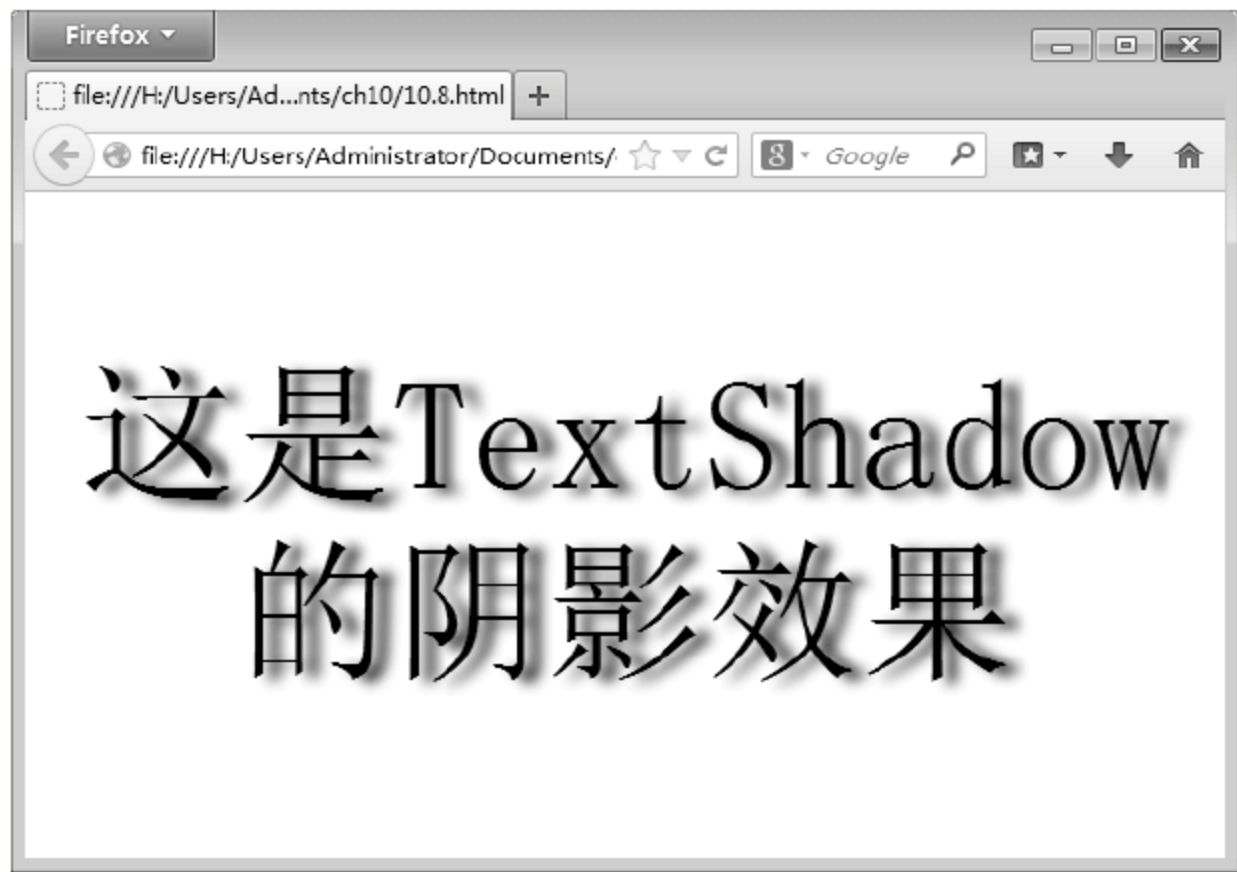 Firefox
file:///H:/Users/Ad...nts/ch10/10.8.html
file:///H:/Users/Administrator/Documents/
8 Google
这是TextShadow
的阴影效果